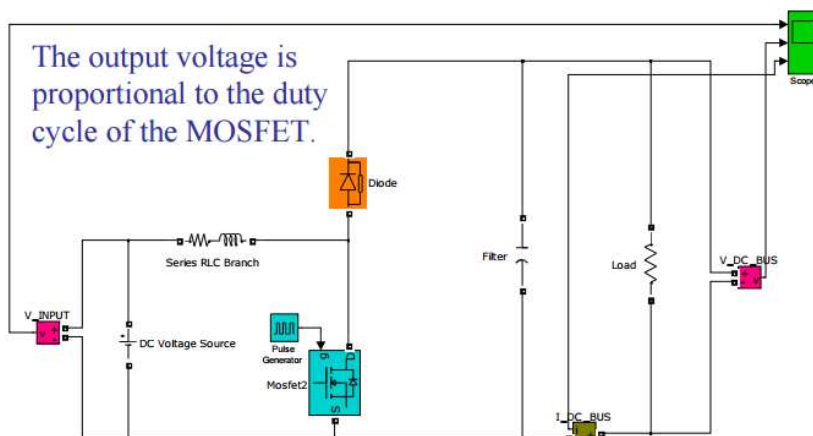 The output voltage is
proportional to the duty
cycle of the MOSFET.
Scope
Diode
Series RLC Branch
Filter
Load
V_DC_BUS
V_INPUT
DC Voltage Source
Pulse
Generator
g
D
Mosfet2
S
I_DC_BUS